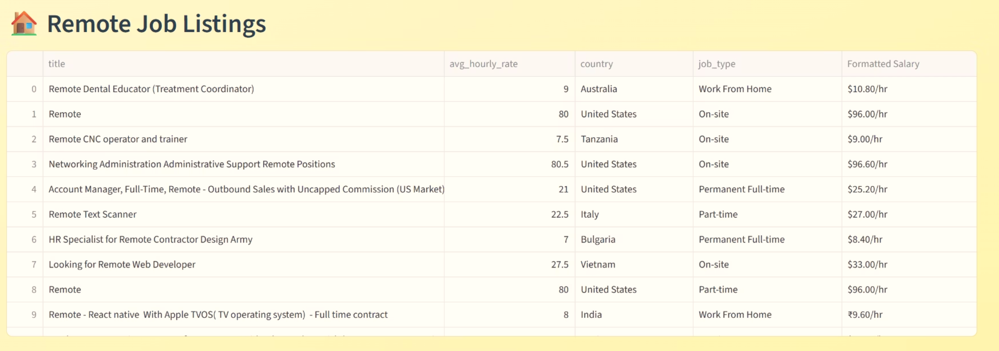 Remote Job Listings
title avg_hourly_rate country job_type Formatted Salary
0 Remote Dental Educator (Treatment Coordinator) 9 Australia Work From Home $10.80/hr
1 Remote 80 United States On-site $96.00/hr
2 Remote CNC operator and trainer 7.5 Tanzania On-site $9.00/hr
3 Networking Administration Administrative Support Remote Positions 80.5 United States On-site $96.60/hr
4 Account Manager, Full-Time, Remote - Outbound Sales with Uncapped Commission (US Market) 21 United States Permanent Full-time $25.20/hr
5 Remote Text Scanner 22.5 Italy Part-time $27.00/hr
6 HR Specialist for Remote Contractor Design Army 7 Bulgaria Permanent Full-time $8.40/hr
7 Looking for Remote Web Developer 27.5 Vietnam On-site $33.00/hr
8 Remote 80 United States Part-time $96.00/hr
9 Remote - React native  With Apple TVOS( TV operating system)  - Full time contract 8 India Work From Home ₹9.60/hr